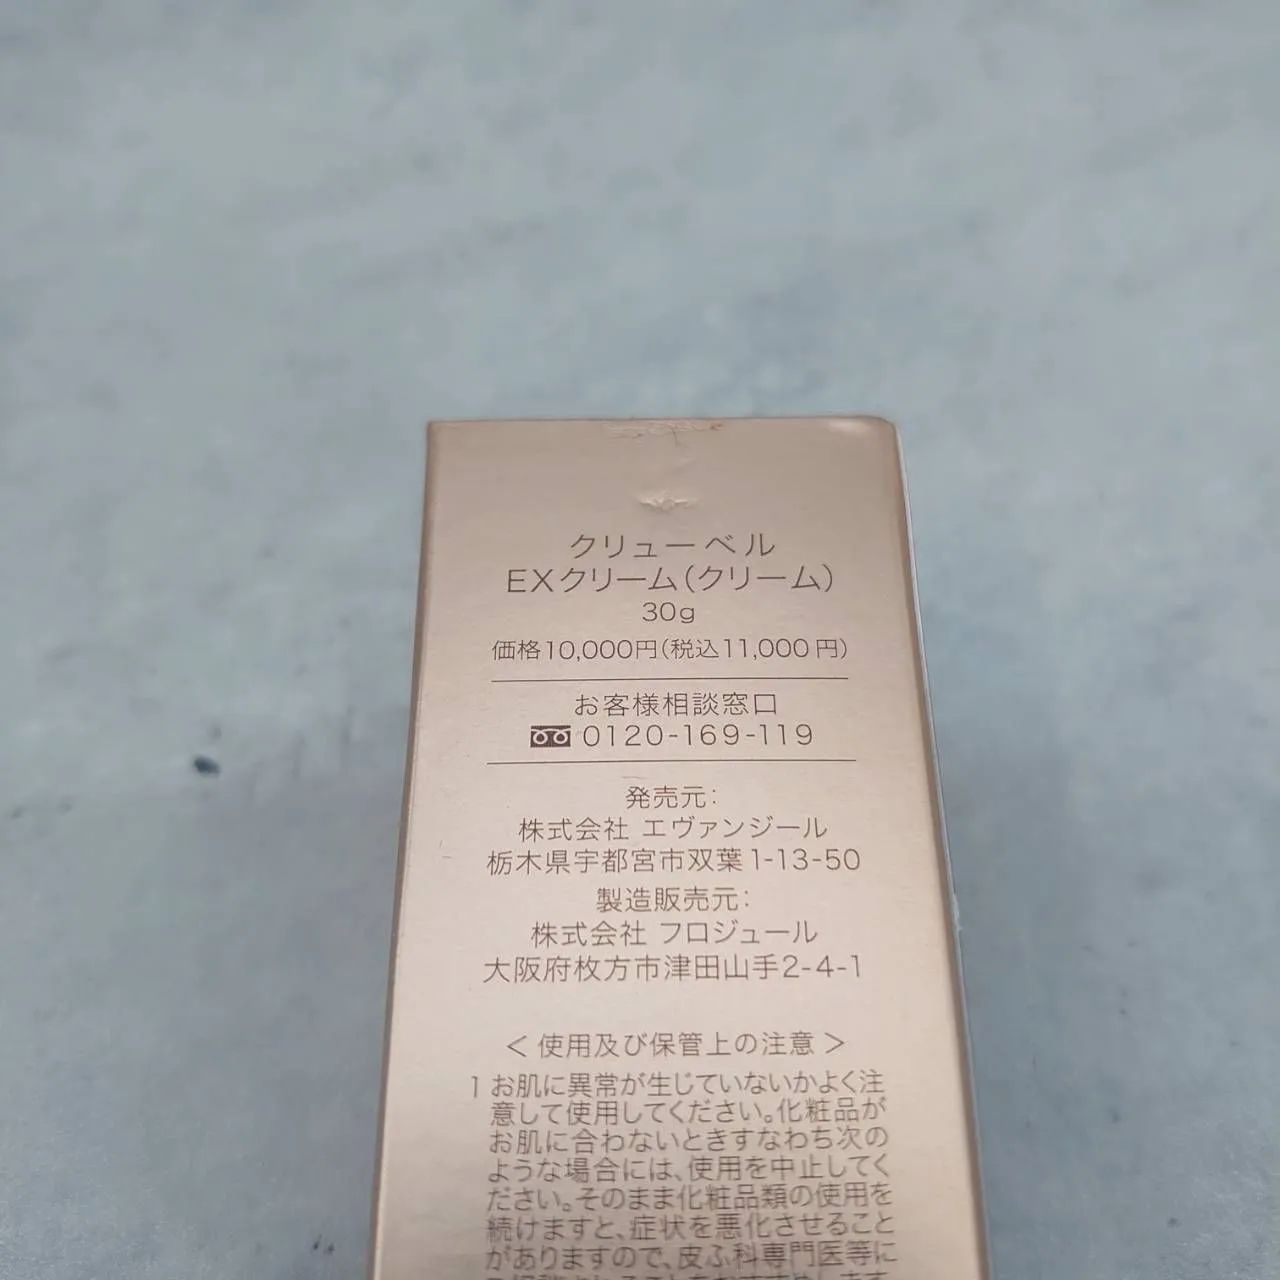 クリューベル
EXクリーム(クリーム)
30g
価格10,000円(税込11,000円)
お客様相談窓口
0120-169-119
発売元:
株式会社 エヴァンジール
栃木県宇都宮市双葉1-13-50
製造販売元:
株式会社 フロジュール
大阪府枚方市津田山手2-4-1
<使用及び保管上の注意>
1 お肌に異常が生じていないかよく注
意して使用してください。化粧品が
お肌に合わないときすなわち次の
ような場合には、使用を中止してく
ださい。そのまま化粧品類の使用を
続けますと、症状を悪化させること
がありますので、皮ふ科専門医等に